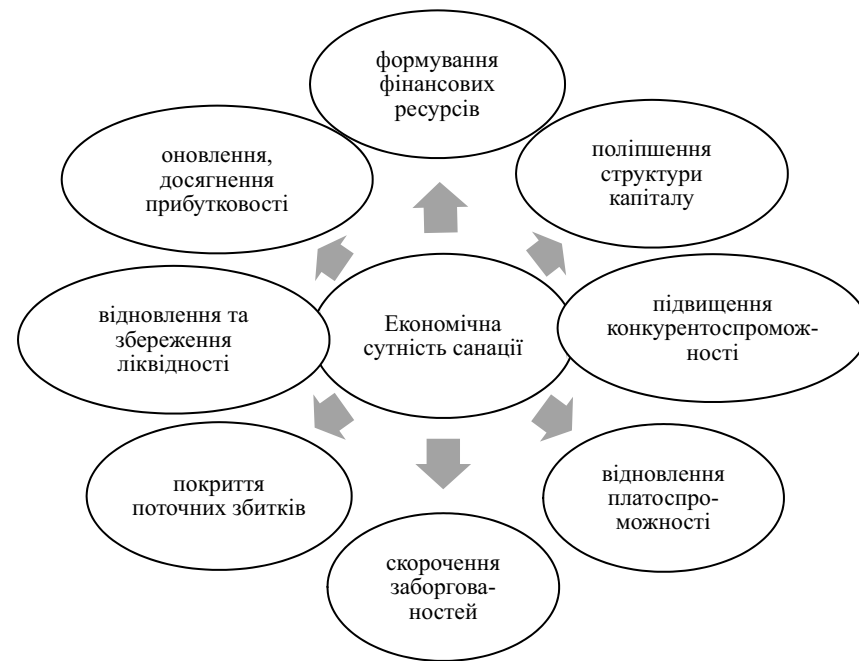 формування
фінансових
ресурсів
оновлення,
досягнення
прибутковості
поліпшення
структури
капіталу
відновлення та
збереження
ліквідності
Економічна
сутність санації
підвищення
конкурентоспромож-
ності
покриття
поточних збитків
відновлення
платоспро-
можності
скорочення
заборгова-
ностей